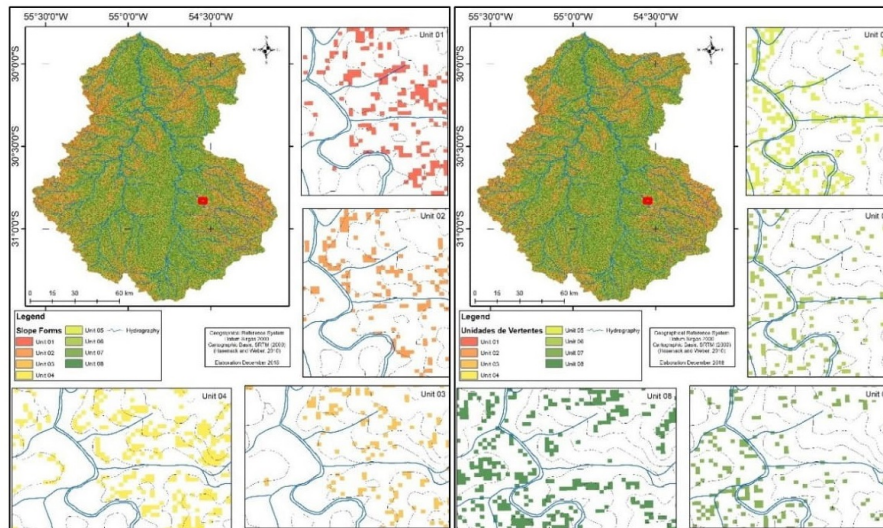 55°30'0"W 55°0'0"W 54°30'0"W
30°0'0"S
30°30'0"S
31°0'0"S
0 15 30 60 km
Unit 01
Unit 02
Legend
Slope Forms
Unit 01
Unit 02
Unit 03
Unit 04
Unit 05
Unit 06
Unit 07
Unit 08
Hydrography
Geographic Reference System
Datum Sirgas 2000
Cartographic Basis, SRTM (2000)
(Hasenack and Weber, 2010)
Elaboration December 2018
Unit 04
Unit 03
55°30'0"W 55°0'0"W 54°30'0"W
30°0'0"S
30°30'0"S
31°0'0"S
0 15 30 60 km
Unit
Legend
Unidades de Vertentes
Unit 01
Unit 02
Unit 03
Unit 04
Unit 05
Unit 06
Unit 07
Unit 08
Hydrography
Geographical Reference System
Datum Sirgas 2000
Cartographic Basis, SRTM (2000)
(Hasenack and Weber, 2010)
Elaboration December 2018
Unit 08